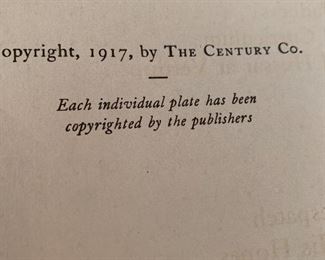 opyright, 1917, by The Century Co.
Each individual plate has been
copyrighted by the publishers